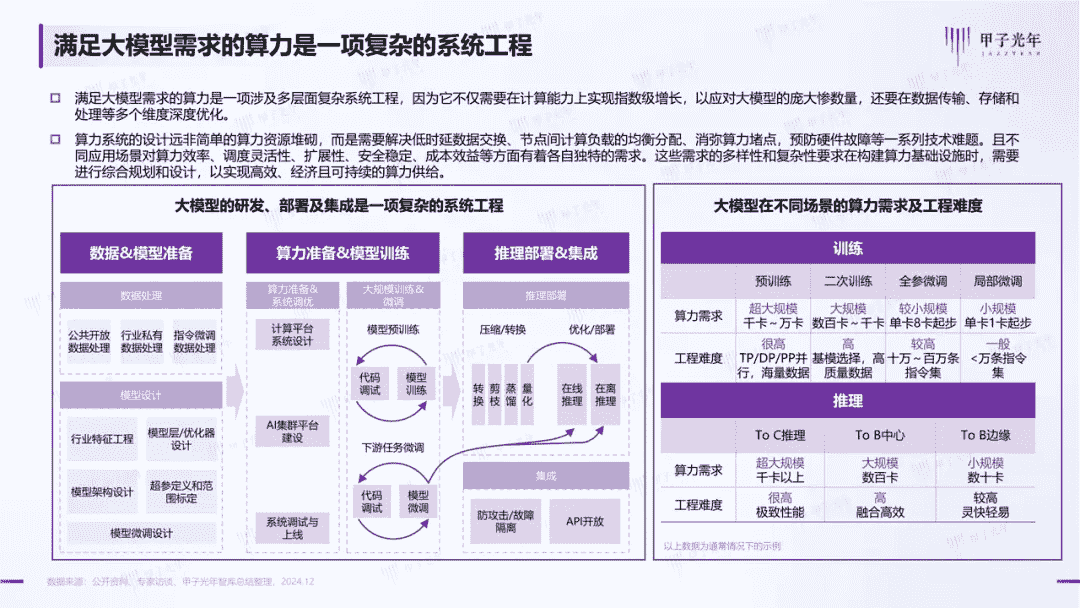 满足大模型需求的算力是一项复杂的系统工程
甲子光年
JAZZYEAR
满足大模型需求的算力是一项涉及多层面复杂系统工程，因为它不仅需要在计算能力上实现指数级增长，以应对大模型的庞大惨数量，还要在数据传输、存储和
处理等多个维度深度优化。
算力系统的设计远非简单的算力资源堆砌，而是需要解决低时延数据交换、节点间计算负载的均衡分配、消弥算力堵点，预防硬件故障等一系列技术难题。且不
同应用场景对算力效率、调度灵活性、扩展性、安全稳定、成本效益等方面有着各自独特的需求。这些需求的多样性和复杂性要求在构建算力基础设施时，需要
进行综合规划和设计，以实现高效、经济且可持续的算力供给。
大模型的研发、部署及集成是一项复杂的系统工程
数据&模型准备
数据处理
公共开放 行业私有 指令微调
数据处理 数据处理 数据处理
模型设计
行业特征工程
模型层/优化器
设计
模型架构设计
超参定义和范
围标定
模型微调设计
算力准备&模型训练
算力准备&
系统调优
计算平台
系统设计
AI集群平台
建设
系统调试与
上线
大规模训练&
微调
模型预训练
代码
调试
模型
训练
下游任务微调
代码
调试
模型
微调
推理部署&集成
推理部署
压缩/转换 优化/部署
转换
剪枝
蒸馏
量化
在线
推理
在离
推理
集成
防攻击/故障
隔离
API开放
大模型在不同场景的算力需求及工程难度
训练
预训练 二次训练 全参微调 局部微调
算力需求
超大规模 大规模 较小规模 小规模
千卡～万卡 数百卡～千卡 单卡8卡起步 单卡1卡起步
工程难度
很高 高 较高 一般
TP/DP/PP并 基模选择，高 十万～百万条 <万条指令
行，海量数据 质量数据 指令集 集
推理
To C推理 To B中心 To B边缘
算力需求
超大规模 大规模 小规模
千卡以上 数百卡 数十卡
工程难度
很高 高 较高
极致性能 融合高效 灵快轻易
以上数据为通常情况下的示例
数据来源：公开资料、专家访谈，甲子光年智库总结整理，2024.12